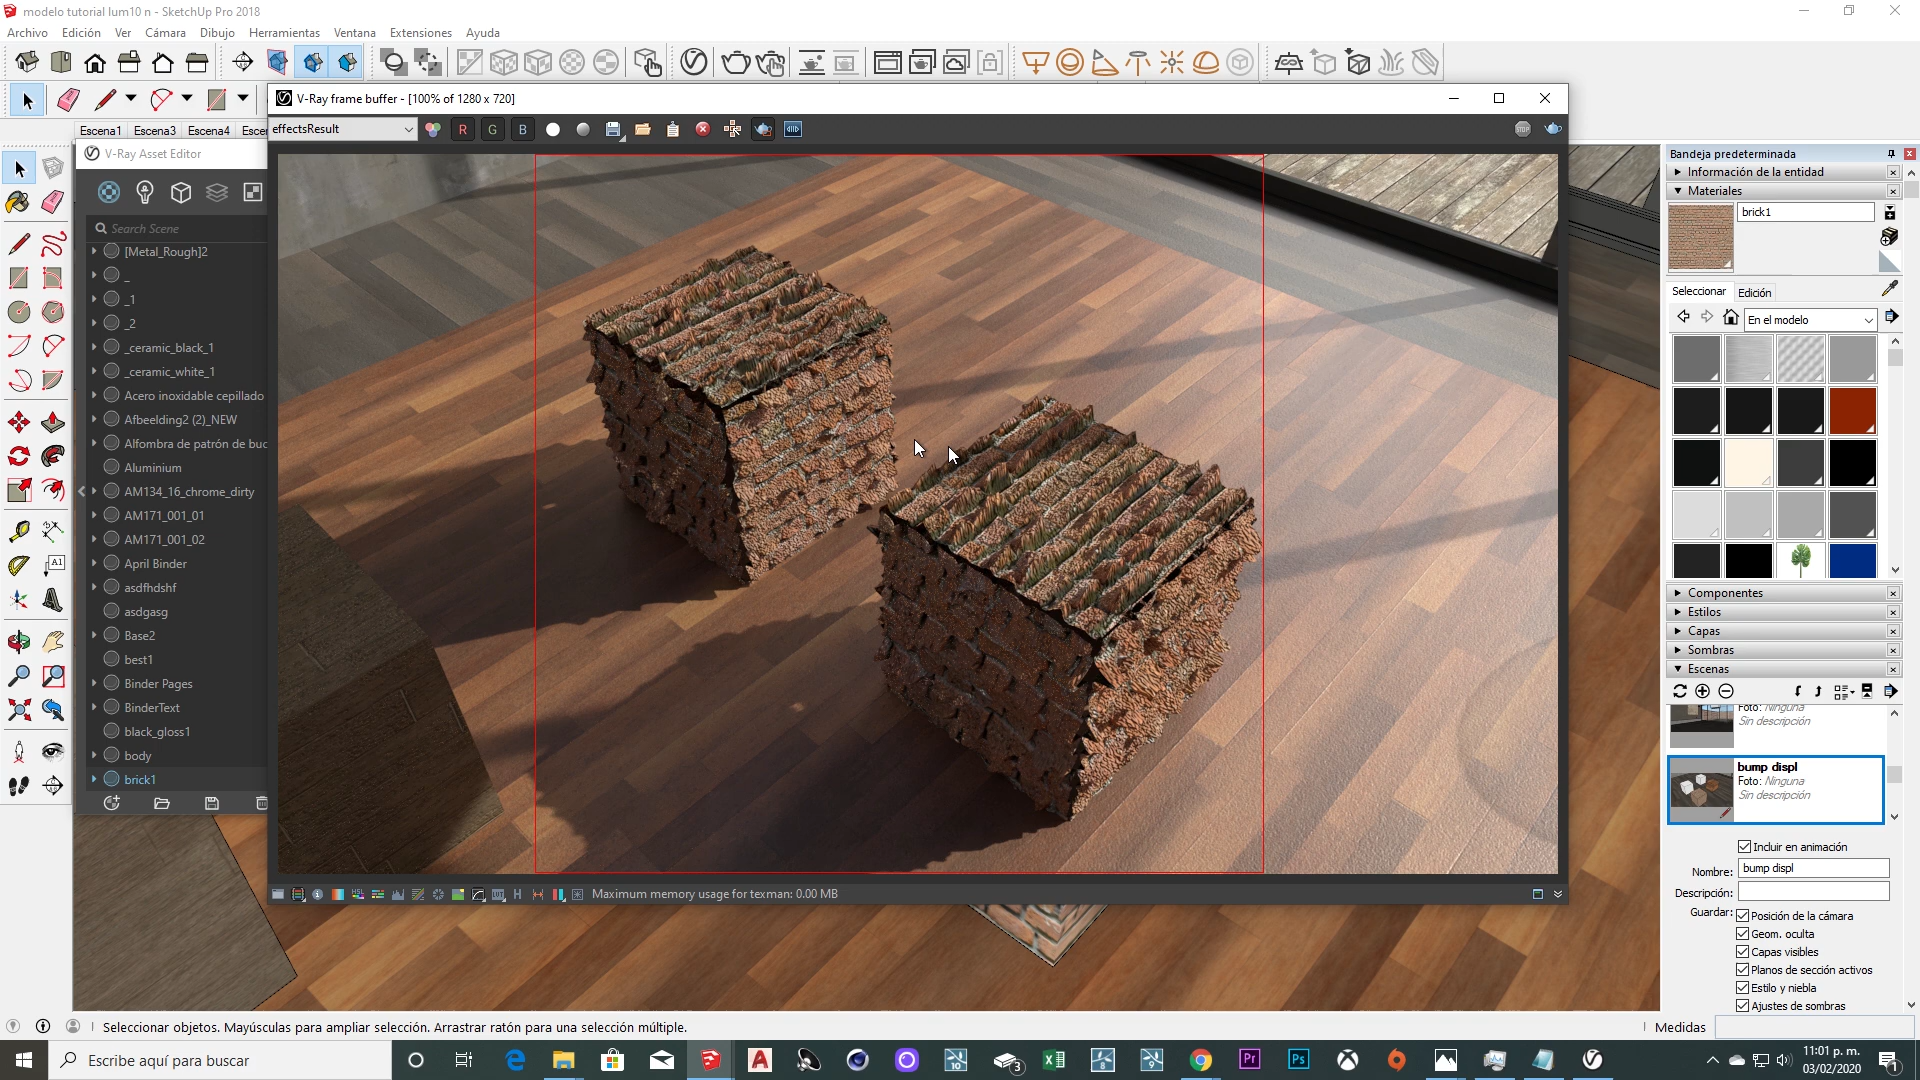 modelo tutorial lum10 n - SketchUp Pro 2018
Archivo Edición Ver Cámara Dibujo Herramientas Ventana Extensiones Ayuda
V-Ray frame buffer - [100% of 1280 x 720]
Escena1 Escena3 Escena4
effectsResult
R G B
STOP
V-Ray Asset Editor
Search Scene
[Metal_Rough]2
_
_1
_2
_ceramic_black_1
_ceramic_white_1
Acero inoxidable cepillado
Afbeelding2 (2)_NEW
Alfombra de patrón de buc
Aluminium
AM134_16_chrome_dirty
AM171_001_01
AM171_001_02
April Binder
asdfhdshf
asdgasg
Base2
best1
Binder Pages
BinderText
black_gloss1
body
brick1
A1
Maximum memory usage for texman: 0.00 MB
Bandeja predeterminada
Información de la entidad
Materiales
brick1
Seleccionar Edición
En el modelo
Componentes
Estilos
Capas
Sombras
Escenas
Foto: Ninguna
Sin descripción
bump displ
Foto: Ninguna
Sin descripción
Incluir en animación
Nombre: bump displ
Descripción:
Guardar: Posición de la cámara
Geom. oculta
Capas visibles
Planos de sección activos
Estilo y niebla
Ajustes de sombras
Seleccionar objetos. Mayúsculas para ampliar selección. Arrastrar ratón para una selección múltiple.
Medidas
Escribe aquí para buscar
11:01 p. m.
03/02/2020